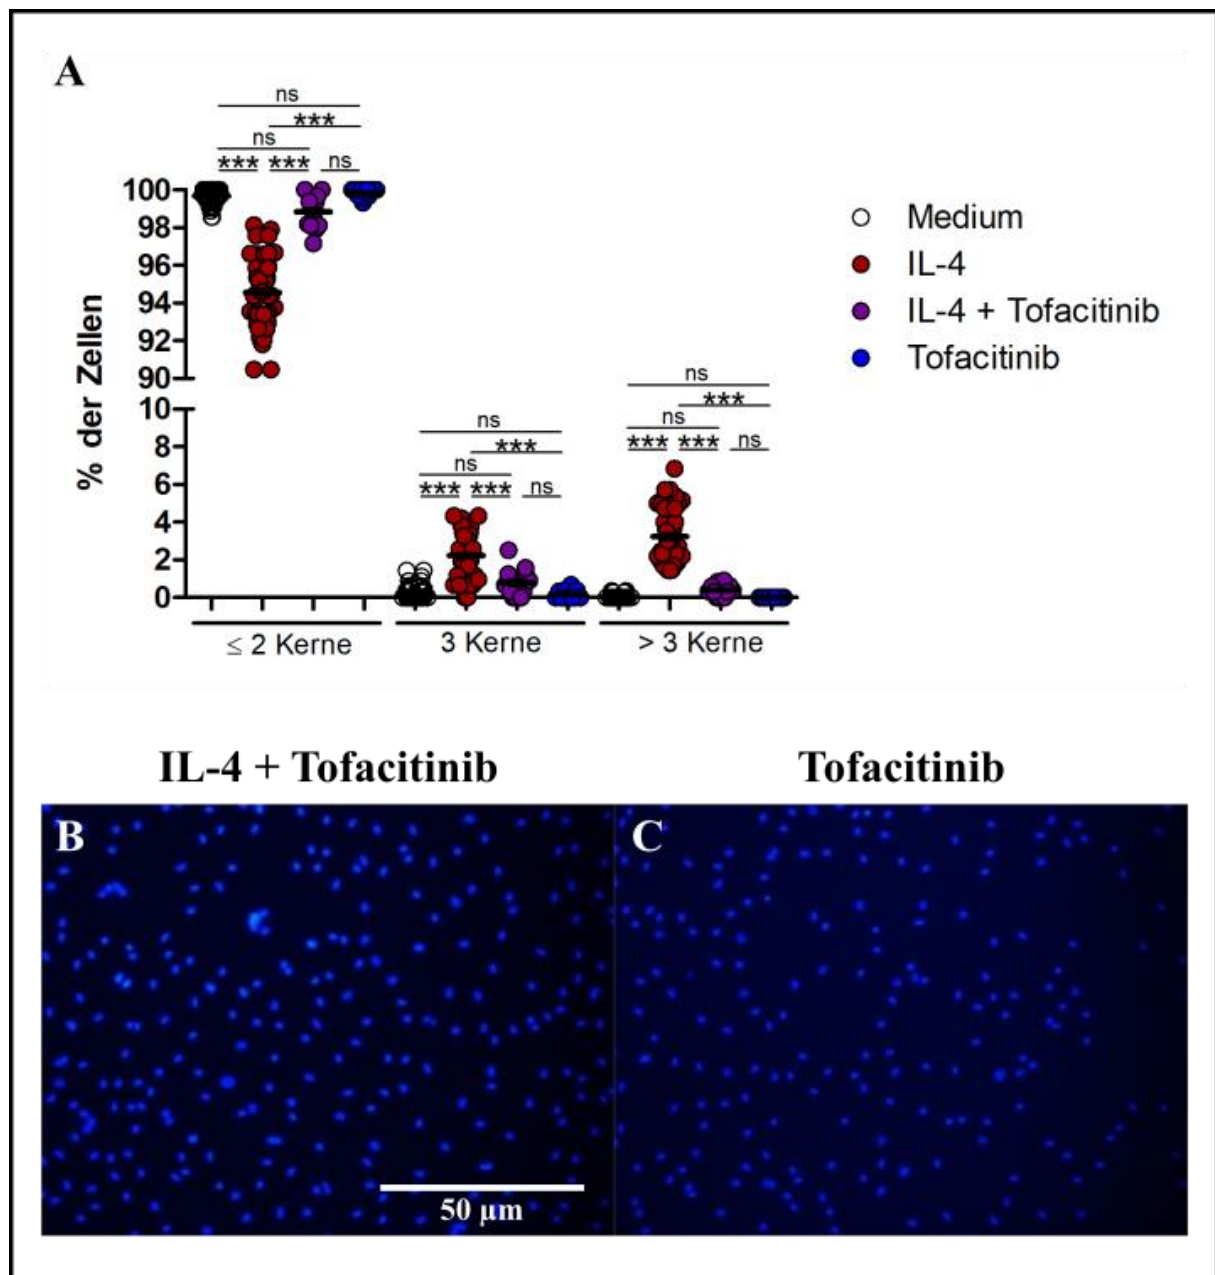 A
ns
***
ns
*** *** ns
100
98
96
94
92
90
10
8
6
4
2
0
% der Zellen
Medium
IL-4
IL-4 + Tofacitinib
Tofacitinib
ns
***
ns
*** *** ns
ns
***
ns
*** *** ns
≤ 2 Kerne 3 Kerne > 3 Kerne
IL-4 + Tofacitinib Tofacitinib
B C
50 µm